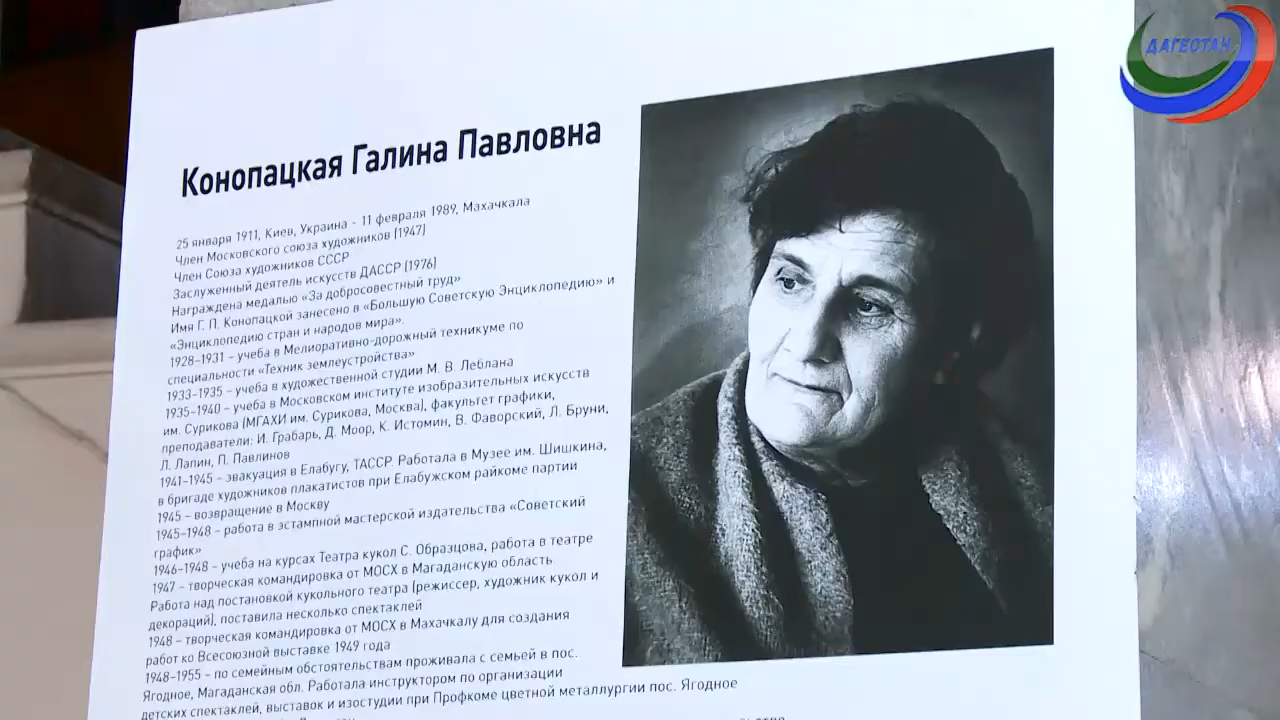 ДАГЕСТАН
Конопацкая Галина Павловна
25 января 1911, Киев, Украина - 11 февраля 1989, Махачкала
Член Московского союза художников (1947)
Член Союза художников СССР
Заслуженный деятель искусств ДАССР (1976)
Награждена медалью «За добросовестный труд»
Имя Г. П. Конопацкой занесено в «Большую Советскую Энциклопедию» и
«Энциклопедию стран и народов мира».
1928-1931 – учеба в Мелиоративно-дорожный техникуме по
специальности «Техник землеустройства»
1933-1935 – учеба в художественной студии М. В. Леблана
1935-1940 – учеба в Московском институте изобразительных искусств
им. Сурикова (МГАХИ им. Сурикова, Москва), факультет графики,
преподаватели: И. Грабарь, Д. Моор, К. Истомин, В. Фаворский, Л. Бруни,
Л. Лапин, П. Павлинов
1941-1945 – эвакуация в Елабугу, ТАССР. Работала в Музее им. Шишкина,
в бригаде художников плакатистов при Елабужском райкоме партии
1945 – возвращение в Москву
1945-1948 – работа в эстампной мастерской издательства «Советский
график»
1946-1948 – учеба на курсах Театра кукол С. Образцова, работа в театре
1947 – творческая командировка от МОСХ в Магаданскую область.
Работа над постановкой кукольного театра (режиссер, художник кукол и
декораций), поставила несколько спектаклей
1948 – творческая командировка от МОСХ в Махачкалу для создания
работ ко Всесоюзной выставке 1949 года
1948-1955 – по семейным обстоятельствам проживала с семьей в пос.
Ягодное, Магаданская обл. Работала инструктором по организации
детских спектаклей, выставок и изостудии при Профкоме цветной металлургии пос. Ягодное